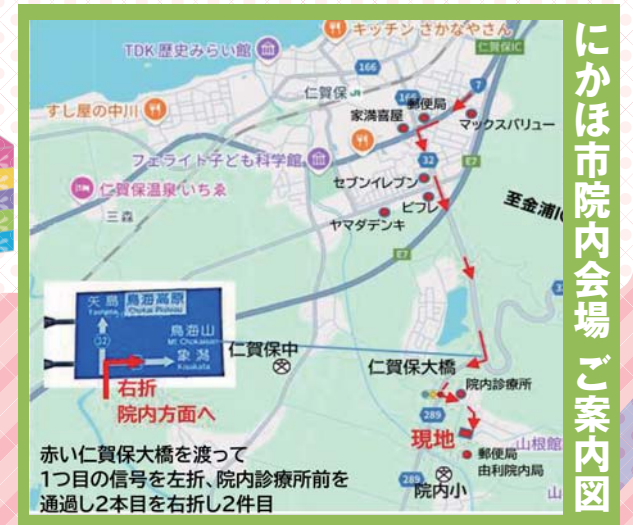 にかほ市院内会場 ご案内図
キッチン さかなやさん
TDK 歴史みらい館
仁賀保IC
166
仁賀保 JR
7
166
郵便局
家満喜屋
マックスバリュー
すし屋の中川
フェライト子ども科学館
32
E7
セブンイレブン
仁賀保温泉 いちゑ
ビフレ
至金浦I
三森
ヤマダデンキ
E7
矢島
鳥海高原
Yashima
Chokai Plateau
(32)
鳥海山
Mt. Chokaisan
象潟
Kisakata
右折
院内方面へ
仁賀保中
仁賀保大橋
院内診療所
289
現地
山根館
郵便局
由利院内局
289
院内小
山
赤い仁賀保大橋を渡って
1つ目の信号を左折、院内診療所前を
通過し2本目を右折し2件目